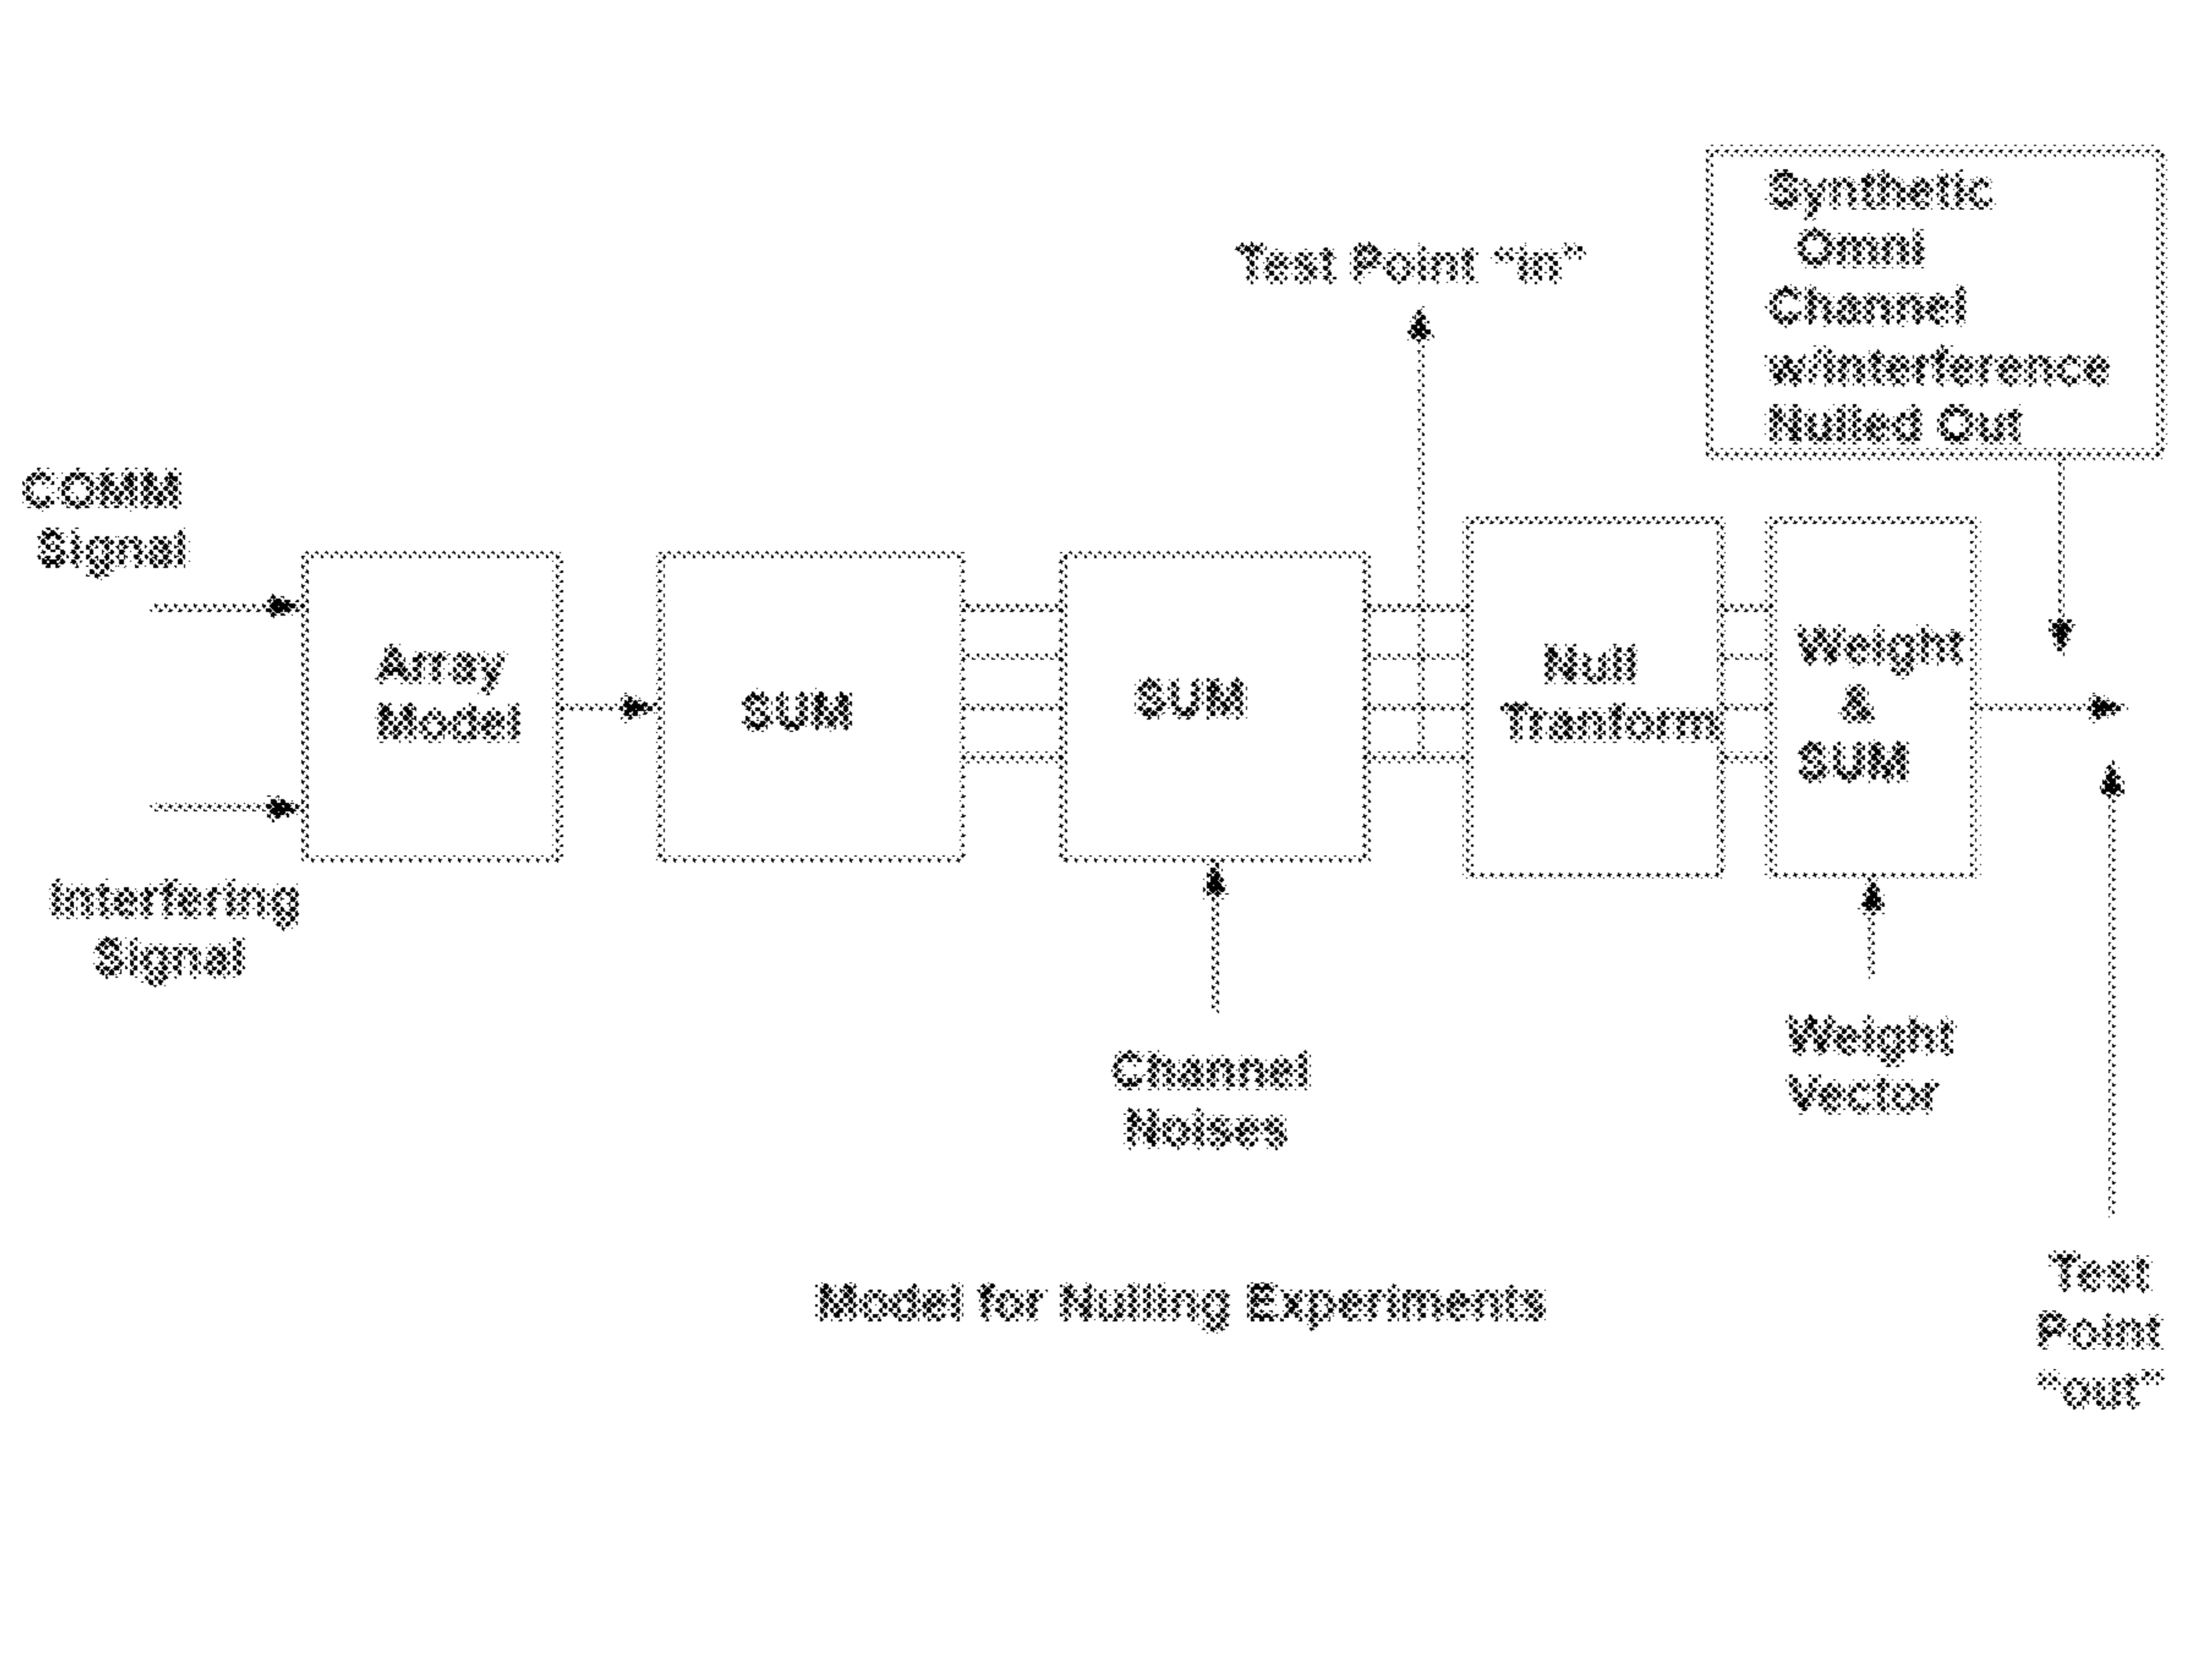 Synthetic
Omni
Channel
w/interference
Nulled Out
Test Point "in"
COMM
Signal
Array
Model
SUM
SUM
Null
Tranform
Weight
&
SUM
Interfering
Signal
Channel
Noises
Weight
Vector
Test
Point
"out"
Model for Nulling Experiments